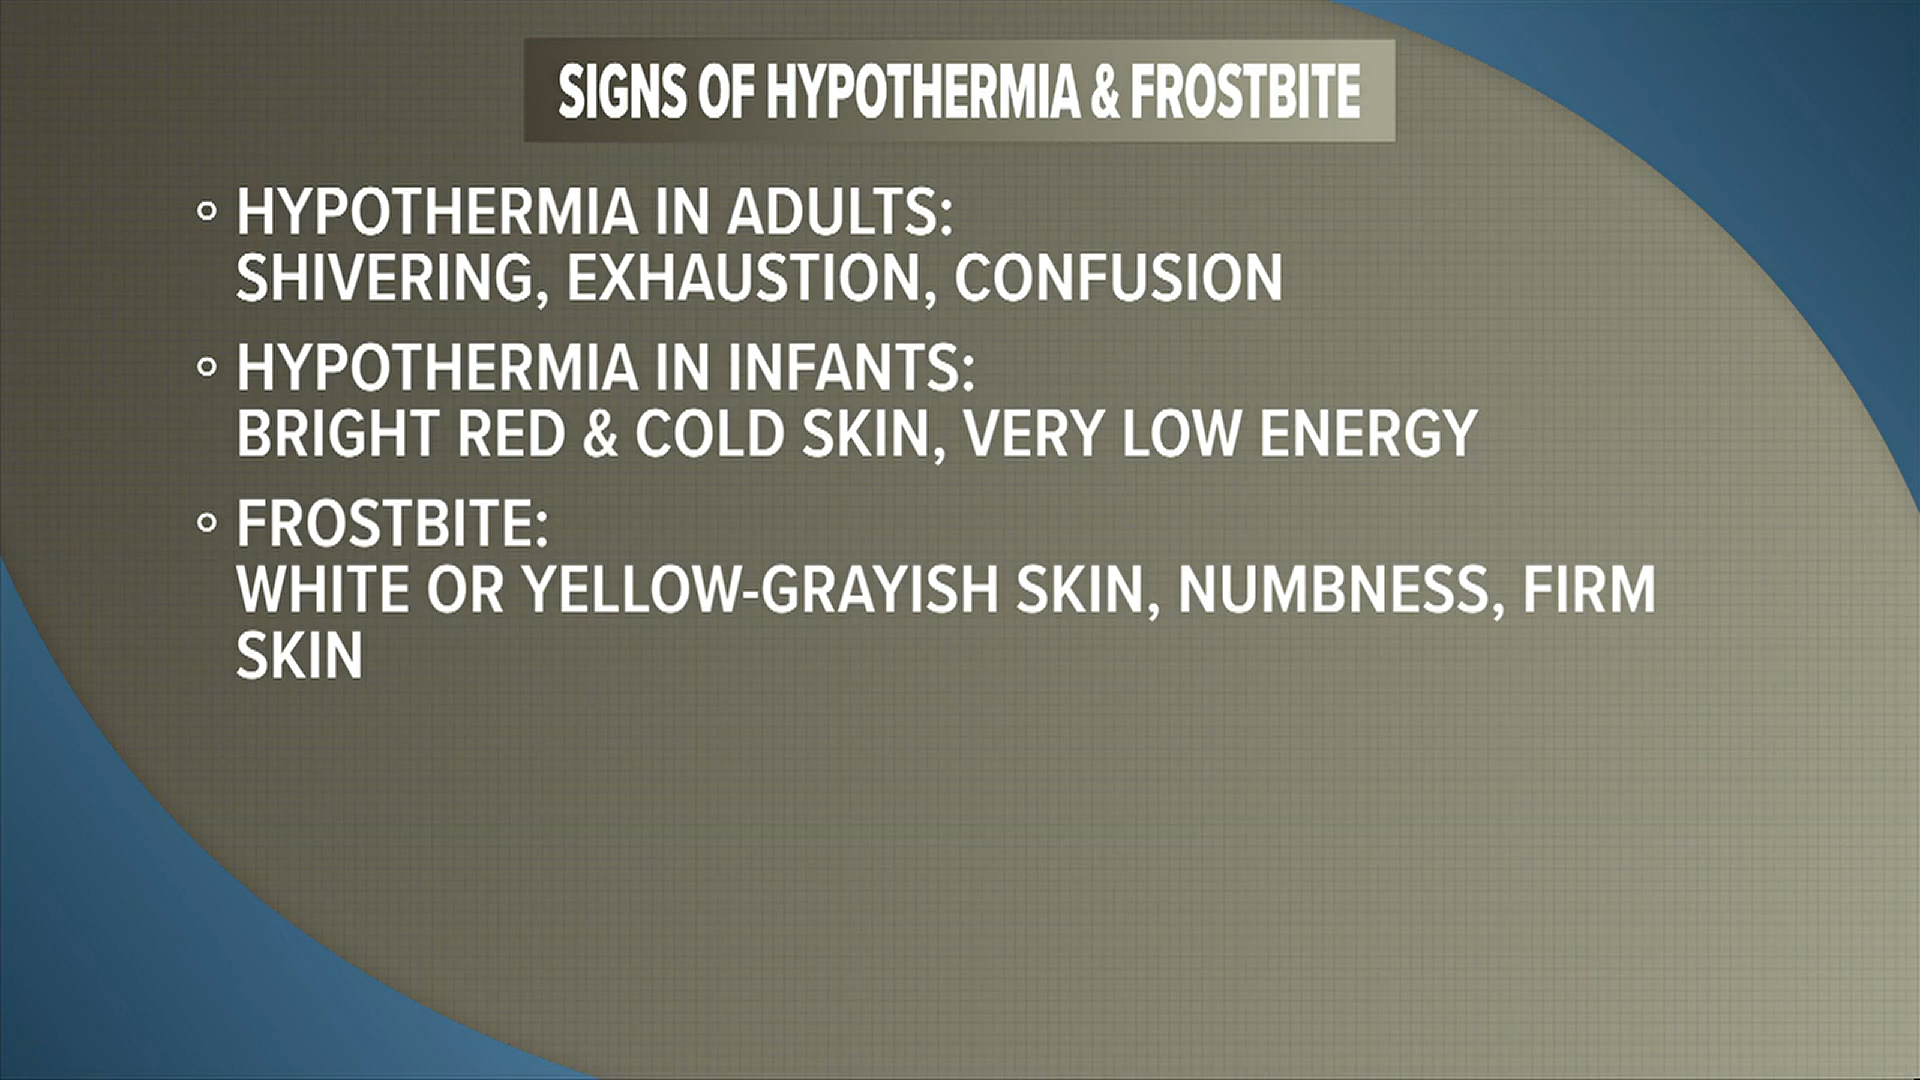 SIGNS OF HYPOTHERMIA & FROSTBITE
HYPOTHERMIA IN ADULTS:
SHIVERING, EXHAUSTION, CONFUSION
HYPOTHERMIA IN INFANTS:
BRIGHT RED & COLD SKIN, VERY LOW ENERGY
FROSTBITE:
WHITE OR YELLOW-GRAYISH SKIN, NUMBNESS, FIRM
SKIN